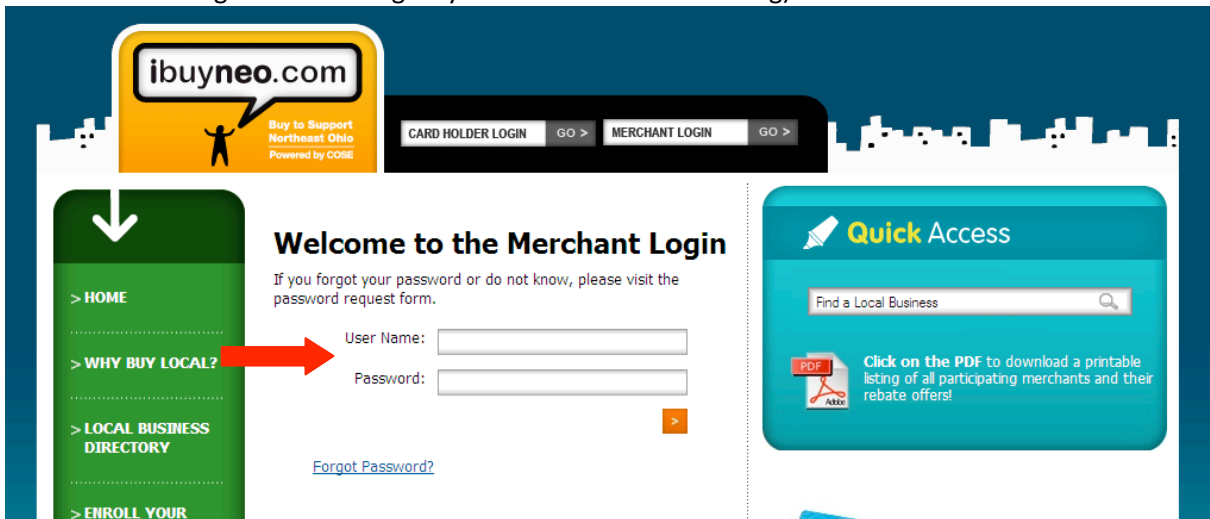 ibuyneo.com
Buy to Support
Northeast Ohio
Powered by COSE
CARD HOLDER LOGIN GO >
MERCHANT LOGIN GO >
> HOME
> WHY BUY LOCAL?
> LOCAL BUSINESS
DIRECTORY
> ENROLL YOUR
Welcome to the Merchant Login
If you forgot your password or do not know, please visit the
password request form.
User Name:
Password:
>
Forgot Password?
Quick Access
Find a Local Business
PDF
Adobe
Click on the PDF to download a printable
listing of all participating merchants and their
rebate offers!